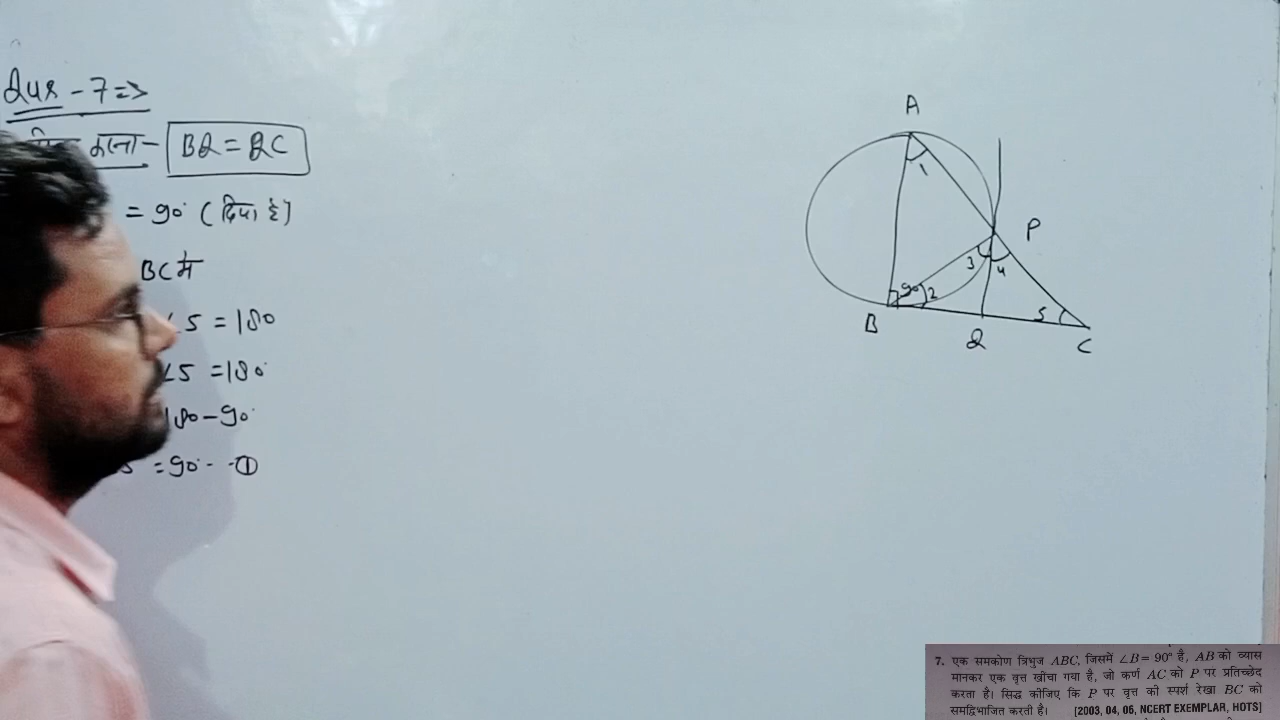 Que - 7 =>
करना - BQ = QC
= 90° (दिया है)
BC में
∠5 = 180
∠5 = 180°
180 - 90°
5 = 90° - - ①
A
1
P
3
4
90°
2
5
B
Q
C
7. एक समकोण त्रिभुज ABC, जिसमें ∠B = 90° है, AB को व्यास
मानकर एक वृत्त खींचा गया है, जो कर्ण AC को P पर प्रतिच्छेद
करता है। सिद्ध कीजिए कि P पर वृत्त को स्पर्श रेखा BC को
समद्विभाजित करती है। [2003, 04, 06, NCERT EXEMPLAR, HOTS]